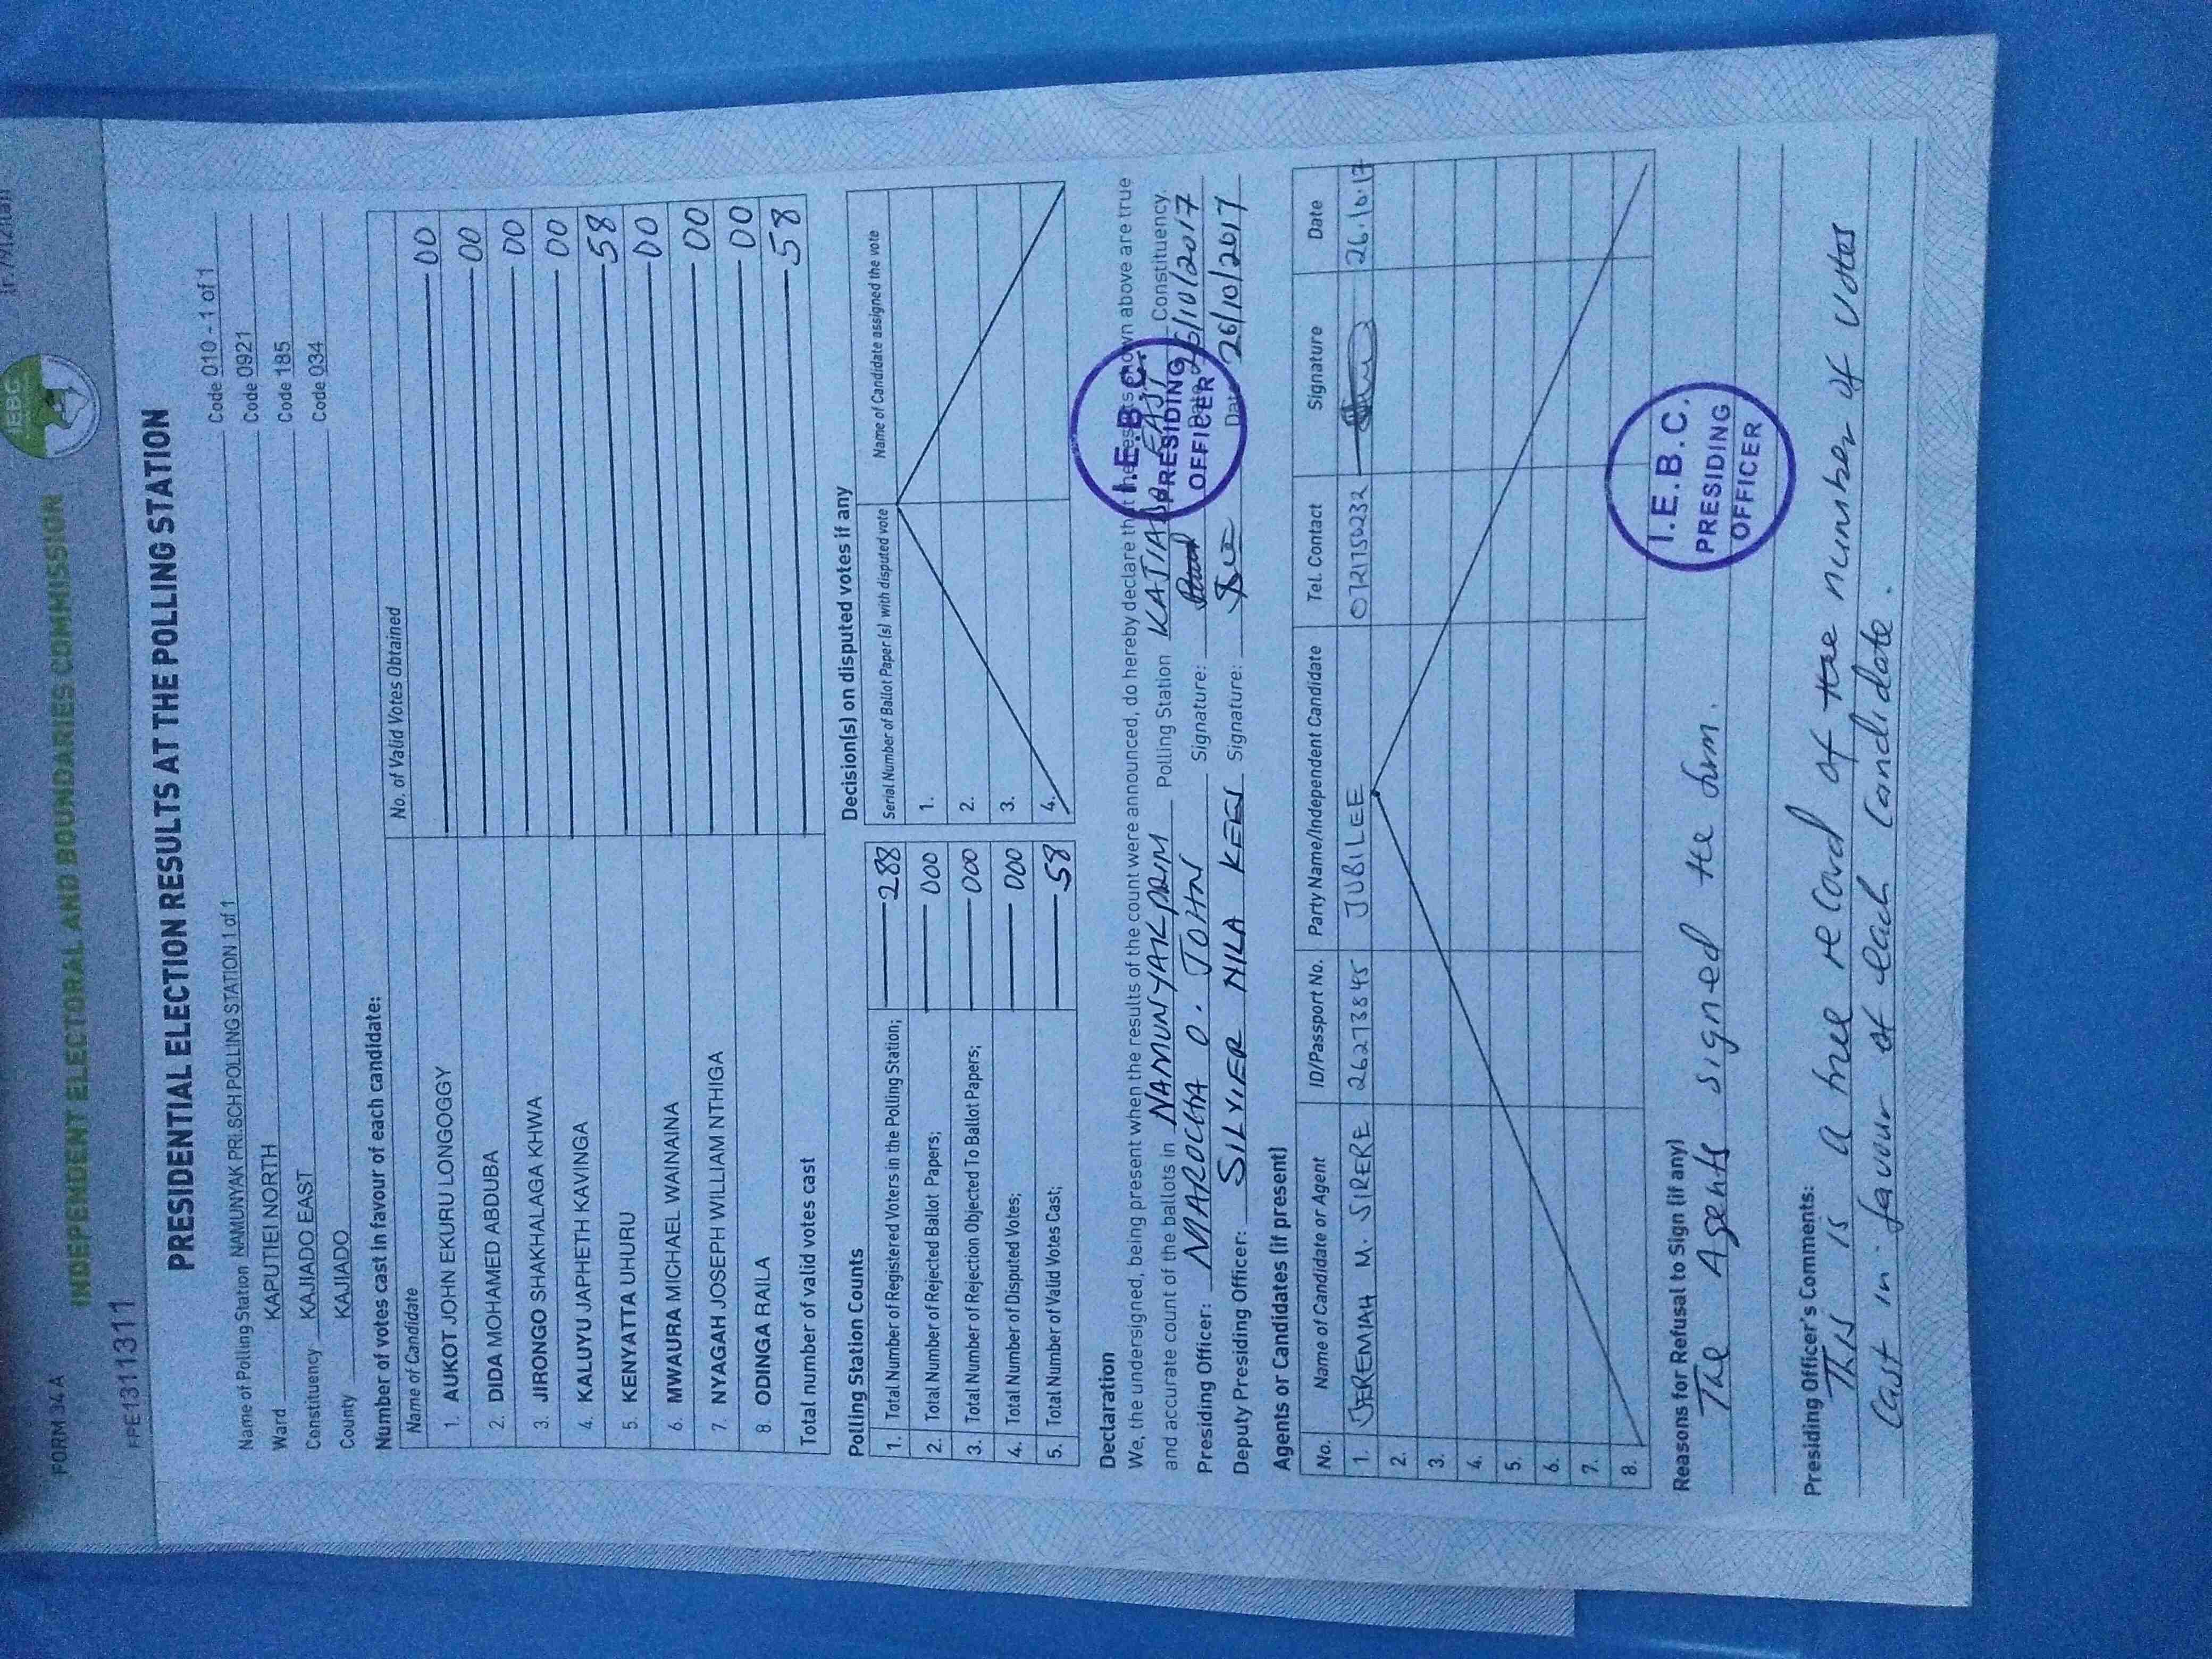 FORM 34 A
INDEPENDENT ELECTORAL AND BOUNDARIES COMMISSION
IEBC
FPE1311311
PRESIDENTIAL ELECTION RESULTS AT THE POLLING STATION
Name of Polling Station NAMUNYAK PRI.SCH POLLING STATION 1 of 1 Code 010 - 1 of 1
Ward KAPUTIEI NORTH Code 0921
Constituency KAJIADO EAST Code 185
County KAJIADO Code 034
Number of votes cast in favour of each candidate:
Name of Candidate No. of Valid Votes Obtained
1. AUKOT JOHN EKURU LONGOGGY 00
2. DIDA MOHAMED ABDUBA 00
3. JIRONGO SHAKHALAGA KHWA 00
4. KALUYU JAPHETH KAVINGA 00
5. KENYATTA UHURU 58
6. MWAURA MICHAEL WAINAINA 00
7. NYAGAH JOSEPH WILLIAM NTHIGA 00
8. ODINGA RAILA 00
Total number of valid votes cast 58
Polling Station Counts
1. Total Number of Registered Voters in the Polling Station; 288
2. Total Number of Rejected Ballot Papers; 000
3. Total Number of Rejection Objected To Ballot Papers; 000
4. Total Number of Disputed Votes; 000
5. Total Number of Valid Votes Cast; 58
Decision(s) on disputed votes if any
Serial Number of Ballot Paper (s) with disputed vote Name of Candidate assigned the vote
1.
2.
3.
4.
Declaration
We, the undersigned, being present when the results of the count were announced, do hereby declare that the results shown above are true
and accurate count of the ballots in NAMUNYAK PRIM Polling Station KAJIADO EAST Constituency.
Presiding Officer: MAROCHA O. JOHN Signature: Date 26/10/2017
Deputy Presiding Officer: SILVIER NILA KEES Signature: Date 26/10/2017
I.E.B.C.
PRESIDING
OFFICER
Agents or Candidates (if present)
No. Name of Candidate or Agent ID/Passport No. Party Name/Independent Candidate Tel. Contact Signature Date
1. JEREMIAH M. SIRERE 26273845 JUBILEE 0721750232 26.10.17
2.
3.
4.
5.
6.
7.
8.
I.E.B.C.
PRESIDING
OFFICER
Reasons for Refusal to Sign (if any)
The Agents signed the form.
Presiding Officer's Comments:
This is a true record of the number of votes
cast in favour of each candidate.